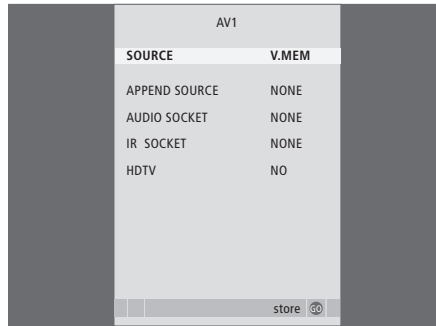 AV1
SOURCE V.MEM
APPEND SOURCE NONE
AUDIO SOCKET NONE
IR SOCKET NONE
HDTV NO
store GO